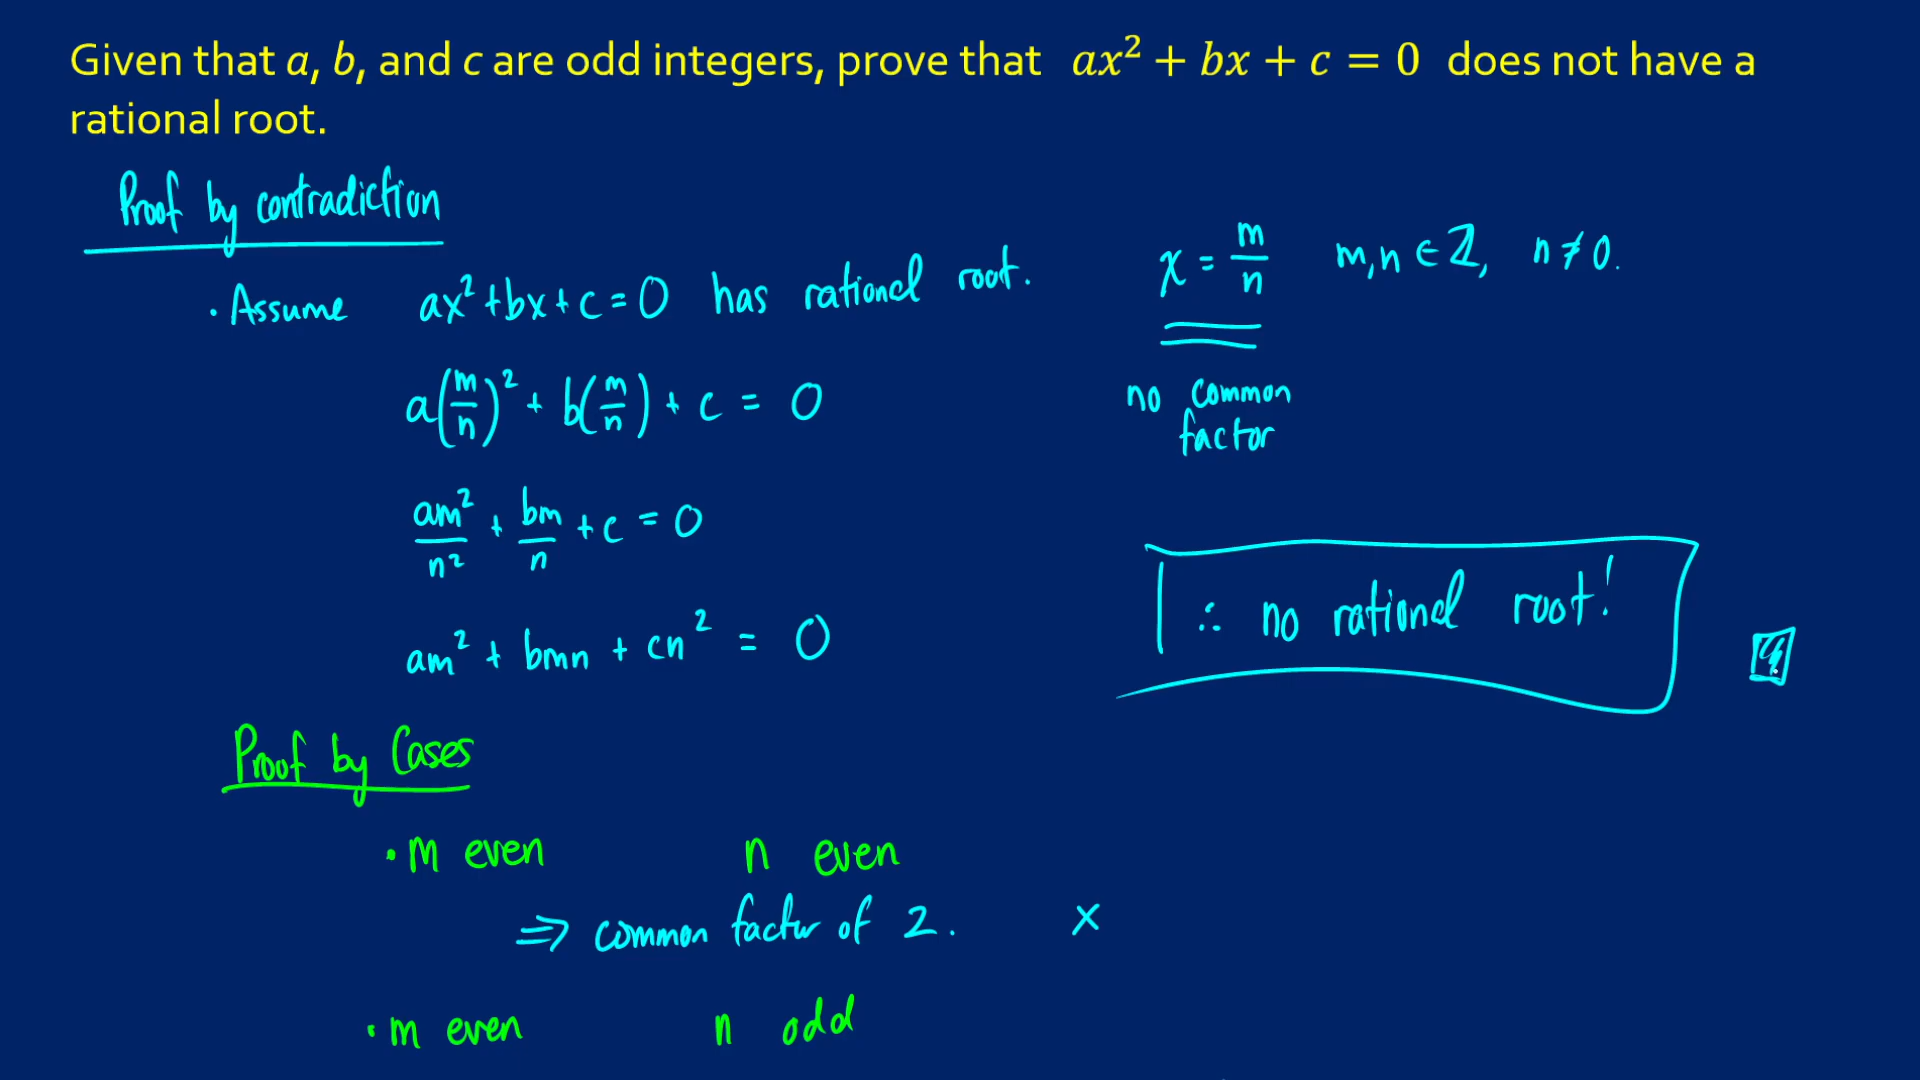 Given that a, b, and c are odd integers, prove that ax² + bx + c = 0 does not have a
rational root.
Proof by contradiction
· Assume ax² + bx + c = 0 has rational root.
x = m/n m, n ∈ ℤ, n ≠ 0.
no common
factor
a(m/n)² + b(m/n) + c = 0
am²/n² + bm/n + c = 0
am² + bmn + cn² = 0
∴ no rational root!
Proof by Cases
· m even n even
⇒ common factor of 2. x
· m even n odd